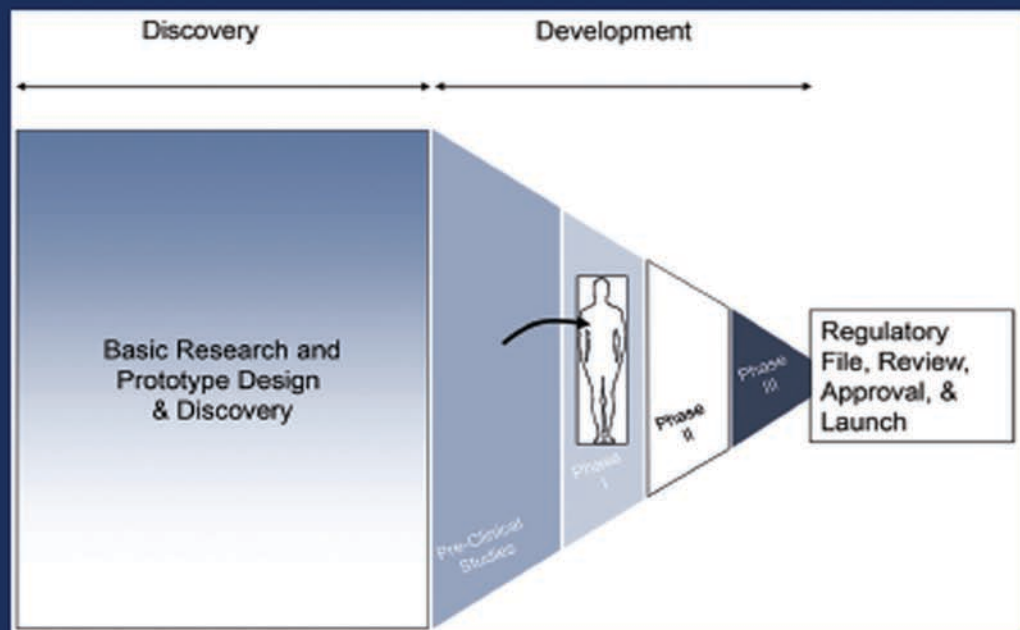 Discovery
Development
Basic Research and
Prototype Design
& Discovery
Pre-Clinical
Studies
Phase
I
Phase
II
Phase
III
Regulatory
File, Review,
Approval, &
Launch